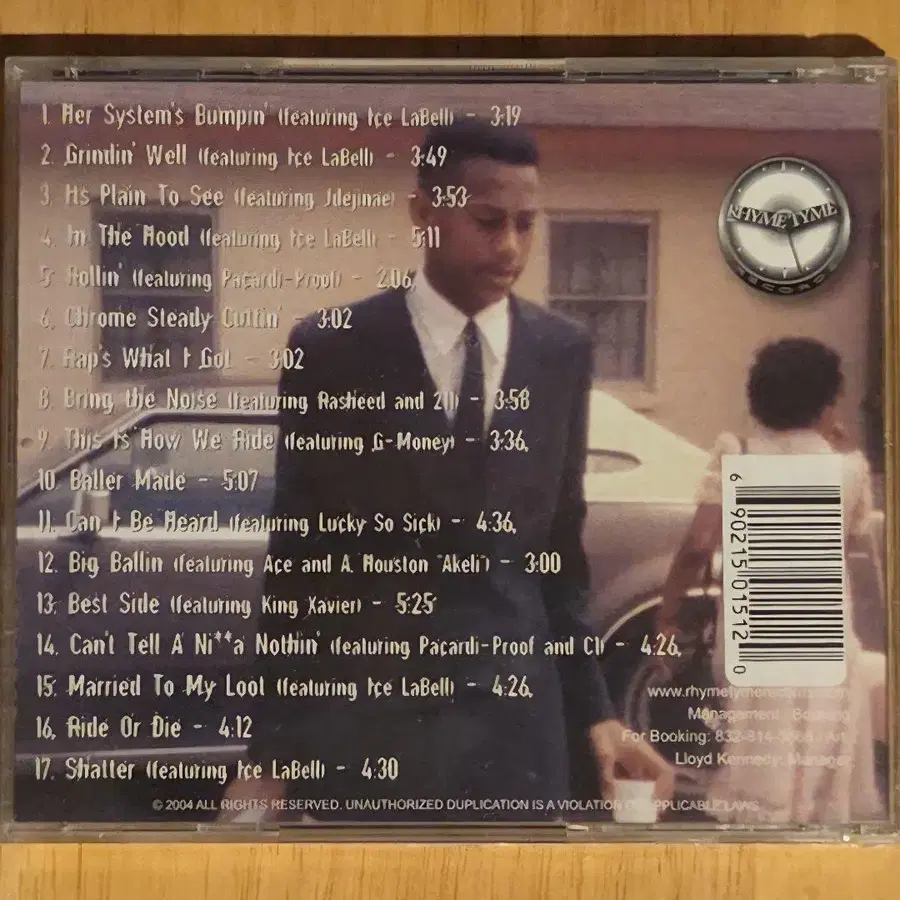 1. Her System's Bumpin' (featuring Ice LaBell) - 3:19
2. Grindin' Well (featuring Ice LaBell) - 3:49
3. It's Plain To See (featuring Jdejinae) - 3:53
4. In The Hood (featuring Ice LaBell) - 5:11
5. Rollin' (featuring Pacardi-Proof) - 2:06
6. Chrome Steady Cuttin' - 3:02
7. Rap's What I Got - 3:02
8. Bring the Noise (featuring Rasheed and ) - 3:58
9. This Is How We Ride (featuring G-Money) - 3:36
10. Baller Made - 5:07
11. Can I Be Heard (featuring Lucky So Sick) - 4:36
12. Big Ballin (featuring Ace and A. Houston "Akeli") - 3:00
13. Best Side (featuring King Xavier) - 5:25
14. Can't Tell A Ni**a Nothin' (featuring Pacardi-Proof and ) - 4:26
15. Married To My Loot (featuring Ice LaBell) - 4:26
16. Ride Or Die - 4:12
17. Shatter (featuring Ice LaBell) - 4:30
RHYME TYME
RECORDS
6 90215 01512 0
www.rhymetymerecords.com
Management / Booking
For Booking:
Lloyd Kennedy: Manager
© 2004 ALL RIGHTS RESERVED. UNAUTHORIZED DUPLICATION IS A VIOLATION OF APPLICABLE LAWS